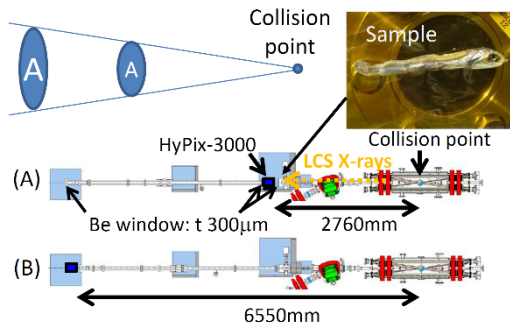 Collision
point
A
A
Sample
HyPix-3000
Collision point
(A)
LCS X-rays
Be window: t 300μm
2760mm
(B)
6550mm